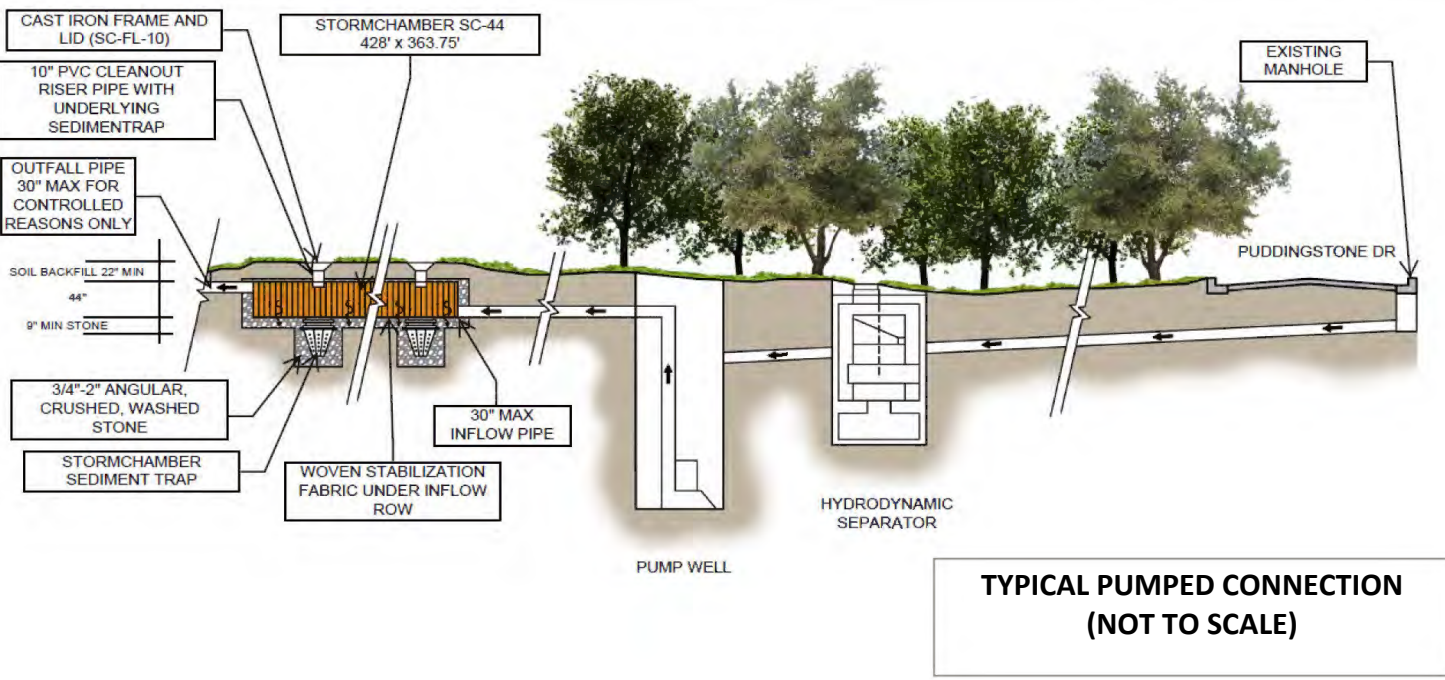 CAST IRON FRAME AND
LID (SC-FL-10)
STORMCHAMBER SC-44
428' x 363.75'
EXISTING
MANHOLE
10" PVC CLEANOUT
RISER PIPE WITH
UNDERLYING
SEDIMENTRAP
OUTFALL PIPE
30" MAX FOR
CONTROLLED
REASONS ONLY
PUDDINGSTONE DR
SOIL BACKFILL 22" MIN
44"
9" MIN STONE
3/4"-2" ANGULAR,
CRUSHED, WASHED
STONE
30" MAX
INFLOW PIPE
STORMCHAMBER
SEDIMENT TRAP
WOVEN STABILIZATION
FABRIC UNDER INFLOW
ROW
HYDRODYNAMIC
SEPARATOR
PUMP WELL
TYPICAL PUMPED CONNECTION
(NOT TO SCALE)